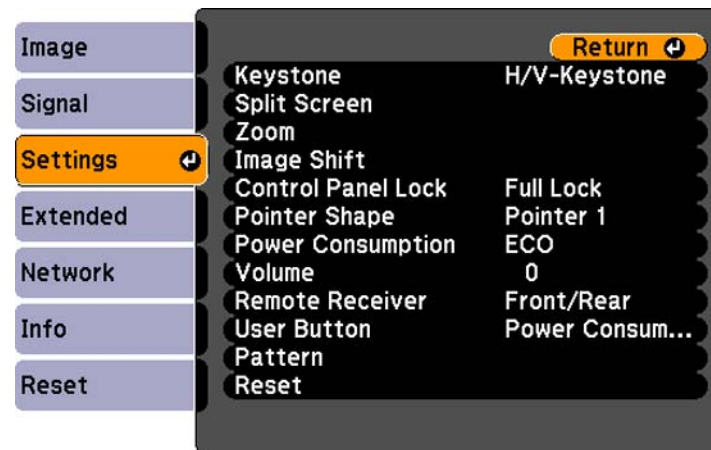 Image
Signal
Settings
Extended
Network
Info
Reset
Return
Keystone H/V-Keystone
Split Screen
Zoom
Image Shift
Control Panel Lock Full Lock
Pointer Shape Pointer 1
Power Consumption ECO
Volume 0
Remote Receiver Front/Rear
User Button Power Consum...
Pattern
Reset